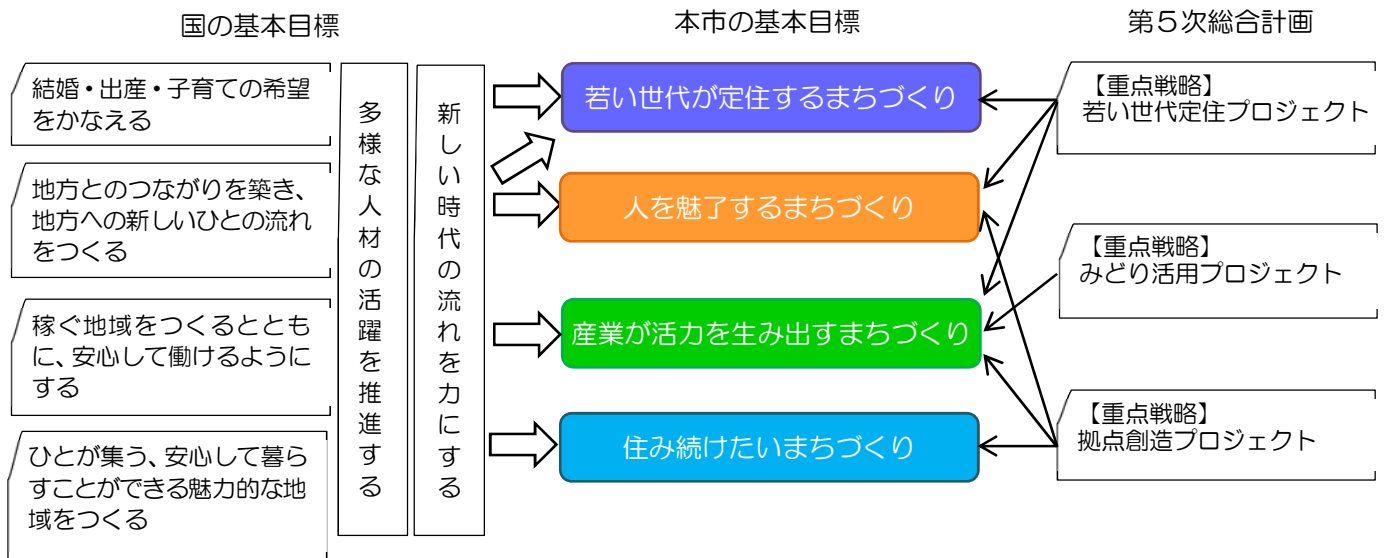 国の基本目標
本市の基本目標
第5次総合計画
結婚・出産・子育ての希望
をかなえる
地方とのつながりを築き、
地方への新しいひとの流れ
をつくる
稼ぐ地域をつくるととも
に、安心して働けるように
する
ひとが集う、安心して暮ら
すことができる魅力的な地
域をつくる
多様な人材の活躍を推進する
新しい時代の流れを力にする
若い世代が定住するまちづくり
人を魅了するまちづくり
産業が活力を生み出すまちづくり
住み続けたいまちづくり
【重点戦略】
若い世代定住プロジェクト
【重点戦略】
みどり活用プロジェクト
【重点戦略】
拠点創造プロジェクト